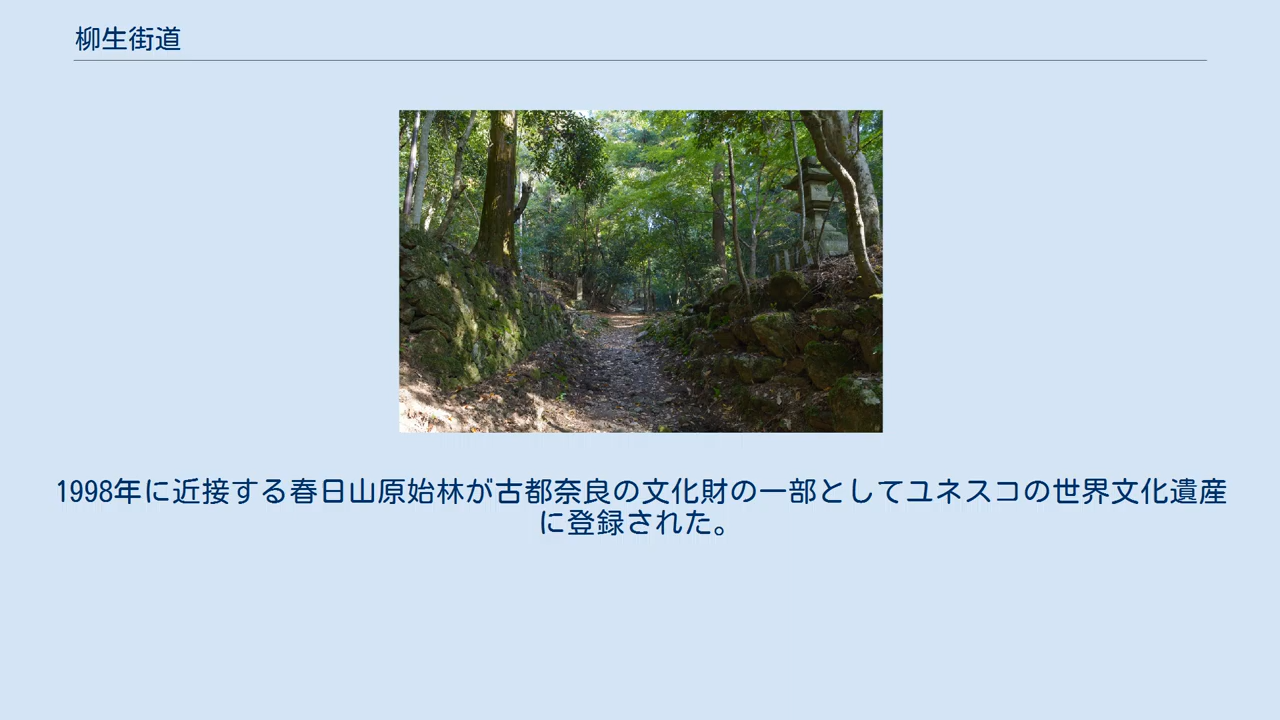 柳生街道
1998年に近接する春日山原始林が古都奈良の文化財の一部としてユネスコの世界文化遺産
に登録された。